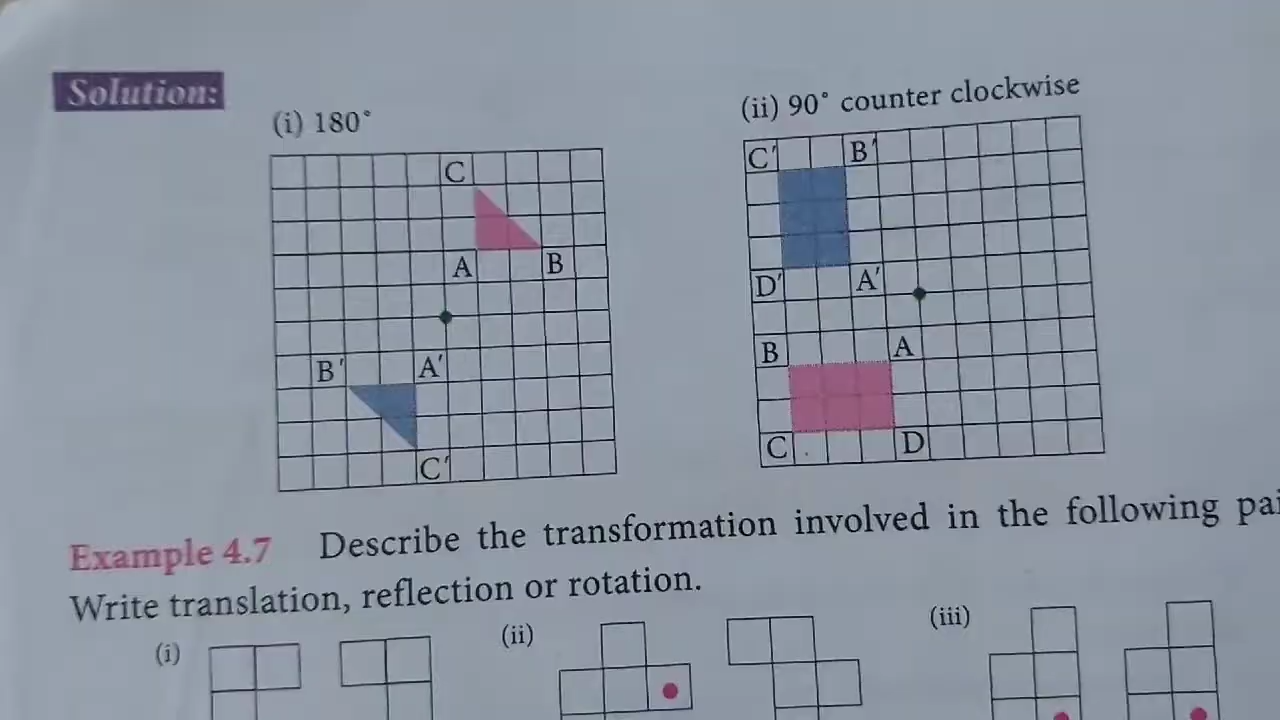 Solution:
(i) 180°
(ii) 90° counter clockwise
C
A
B
B′
A′
C′
C′
B′
D′
A′
B
A
C
D
Example 4.7 Describe the transformation involved in the following
Write translation, reflection or rotation.
(i)
(ii)
(iii)